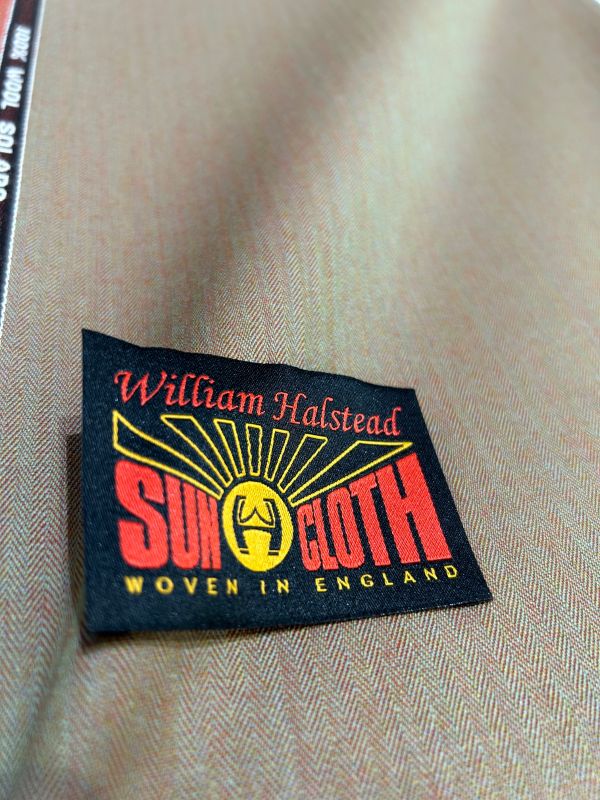 100% WOOL SOLARO
William Halstead
SUN CLOTH
WOVEN IN ENGLAND